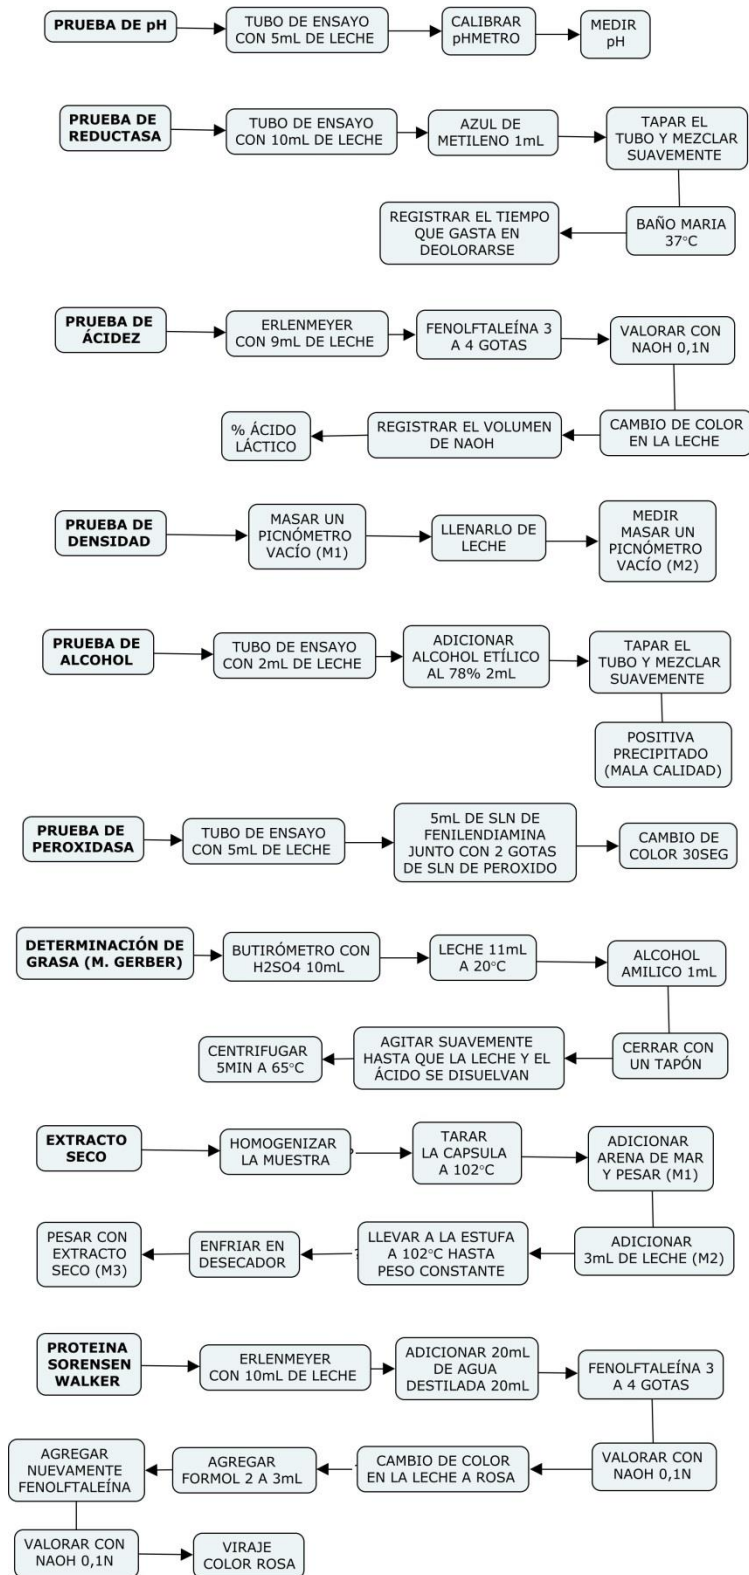 PRUEBA DE pH
TUBO DE ENSAYO
CON 5mL DE LECHE
CALIBRAR
pHMETRO
MEDIR
pH
PRUEBA DE
REDUCTASA
TUBO DE ENSAYO
CON 10mL DE LECHE
AZUL DE
METILENO 1mL
TAPAR EL
TUBO Y MEZCLAR
SUAVEMENTE
BAÑO MARIA
37°C
REGISTRAR EL TIEMPO
QUE GASTA EN
DEOLORARSE
PRUEBA DE
ÁCIDEZ
ERLENMEYER
CON 9mL DE LECHE
FENOLFTALEÍNA 3
A 4 GOTAS
VALORAR CON
NAOH 0,1N
CAMBIO DE COLOR
EN LA LECHE
REGISTRAR EL VOLUMEN
DE NAOH
% ÁCIDO
LÁCTICO
PRUEBA DE
DENSIDAD
MASAR UN
PICNÓMETRO
VACÍO (M1)
LLENARLO DE
LECHE
MEDIR
MASAR UN
PICNÓMETRO
VACÍO (M2)
PRUEBA DE
ALCOHOL
TUBO DE ENSAYO
CON 2mL DE LECHE
ADICIONAR
ALCOHOL ETÍLICO
AL 78% 2mL
TAPAR EL
TUBO Y MEZCLAR
SUAVEMENTE
POSITIVA
PRECIPITADO
(MALA CALIDAD)
PRUEBA DE
PEROXIDASA
TUBO DE ENSAYO
CON 5mL DE LECHE
5mL DE SLN DE
FENILENDIAMINA
JUNTO CON 2 GOTAS
DE SLN DE PEROXIDO
CAMBIO DE
COLOR 30SEG
DETERMINACIÓN DE
GRASA (M. GERBER)
BUTIRÓMETRO CON
H2SO4 10mL
LECHE 11mL
A 20°C
ALCOHOL
AMILICO 1mL
CERRAR CON
UN TAPÓN
AGITAR SUAVEMENTE
HASTA QUE LA LECHE Y EL
ÁCIDO SE DISUELVAN
CENTRIFUGAR
5MIN A 65°C
EXTRACTO
SECO
HOMOGENIZAR
LA MUESTRA
TARAR
LA CAPSULA
A 102°C
ADICIONAR
ARENA DE MAR
Y PESAR (M1)
ADICIONAR
3mL DE LECHE (M2)
LLEVAR A LA ESTUFA
A 102°C HASTA
PESO CONSTANTE
ENFRIAR EN
DESECADOR
PESAR CON
EXTRACTO
SECO (M3)
PROTEINA
SORENSEN
WALKER
ERLENMEYER
CON 10mL DE LECHE
ADICIONAR 20mL
DE AGUA
DESTILADA 20mL
FENOLFTALEÍNA 3
A 4 GOTAS
VALORAR CON
NAOH 0,1N
CAMBIO DE COLOR
EN LA LECHE A ROSA
AGREGAR
FORMOL 2 A 3mL
AGREGAR
NUEVAMENTE
FENOLFTALEÍNA
VALORAR CON
NAOH 0,1N
VIRAJE
COLOR ROSA